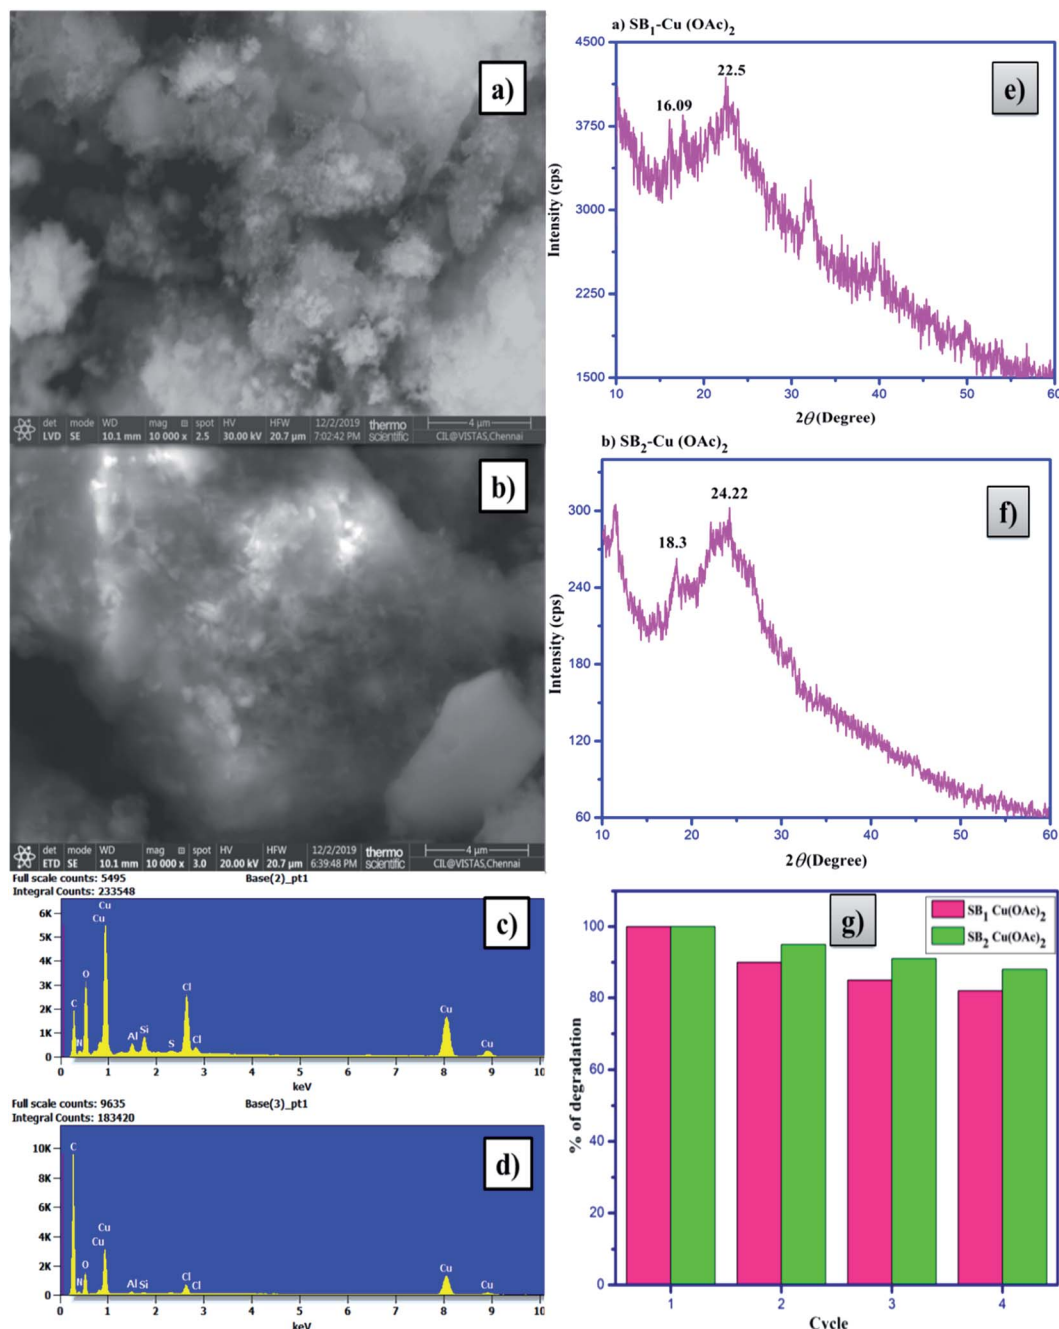 a)
det mode WD mag spot HV HFW 12/2/2019 thermo 4 µm
LVD SE 10.1 mm 10 000 x 2.5 30.00 kV 20.7 µm 7:02:42 PM scientific CIL@VISTAS,Chennai
b)
det mode WD mag spot HV HFW 12/2/2019 thermo 4 µm
ETD SE 10.1 mm 10 000 x 3.0 20.00 kV 20.7 µm 6:39:48 PM scientific CIL@VISTAS,Chennai
Full scale counts: 5495 Base(2)_pt1
Integral Counts: 233548
c)
6K
5K
4K
3K
2K
1K
0
C
N
O
Cu
Cu
Al
Si
S
Cl
Cl
Cu
Cu
0 1 2 3 4 5 6 7 8 9 10
keV
Full scale counts: 9635 Base(3)_pt1
Integral Counts: 183420
d)
10K
8K
6K
4K
2K
0
C
N
O
Cu
Cu
Al
Si
Cl
Cl
Cu
Cu
0 1 2 3 4 5 6 7 8 9 10
keV
a) SB1-Cu (OAc)2
e)
4500
3750
3000
2250
1500
Intensity (cps)
16.09
22.5
10 20 30 40 50 60
2θ(Degree)
b) SB2-Cu (OAc)2
f)
300
240
180
120
60
Intensity (cps)
18.3
24.22
10 20 30 40 50 60
2θ(Degree)
g)
SB1 Cu(OAc)2
SB2 Cu(OAc)2
100
80
60
40
20
0
% of degradation
1 2 3 4
Cycle